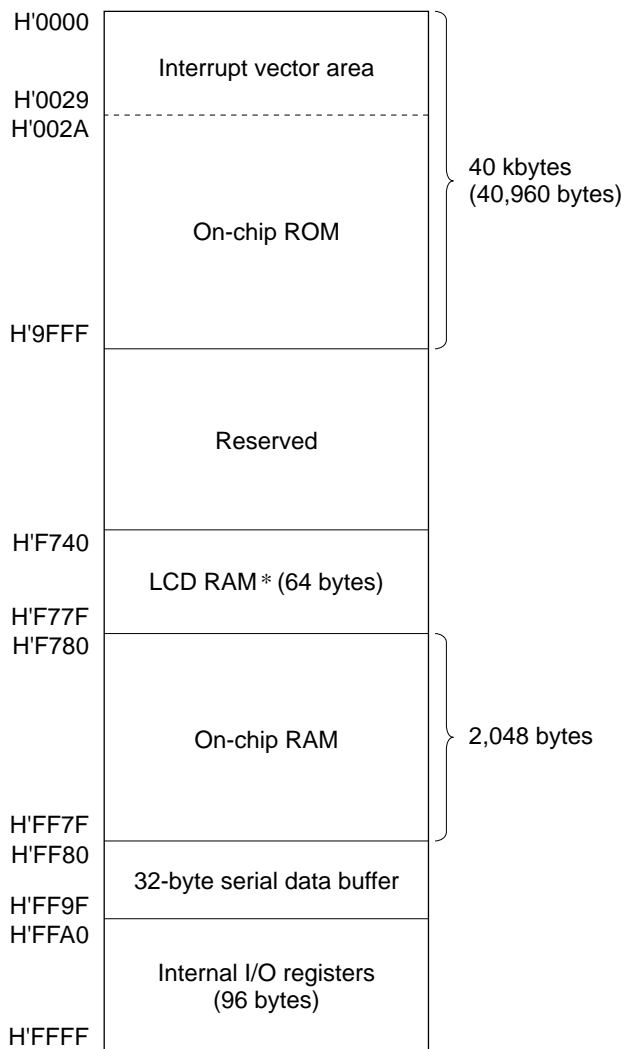 H'0000
Interrupt vector area
H'0029
H'002A
40 kbytes
(40,960 bytes)
On-chip ROM
H'9FFF
Reserved
H'F740
LCD RAM* (64 bytes)
H'F77F
H'F780
On-chip RAM
2,048 bytes
H'FF7F
H'FF80
32-byte serial data buffer
H'FF9F
H'FFA0
Internal I/O registers
(96 bytes)
H'FFFF